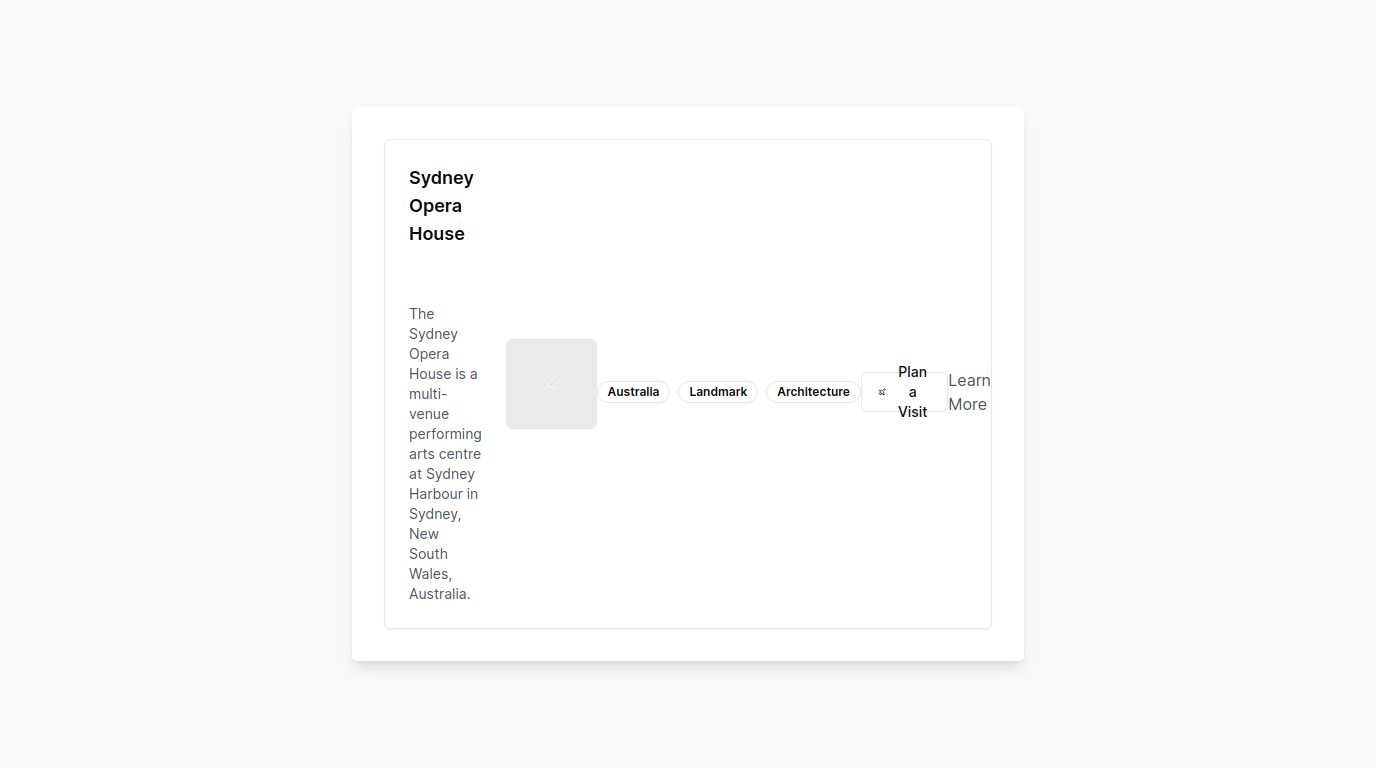 Sydney
Opera
House
The
Sydney
Opera
House is a
multi-
venue
performing
arts centre
at Sydney
Harbour in
Sydney,
New
South
Wales,
Australia.
Australia
Landmark
Architecture
Plan
a
Visit
Learn
More